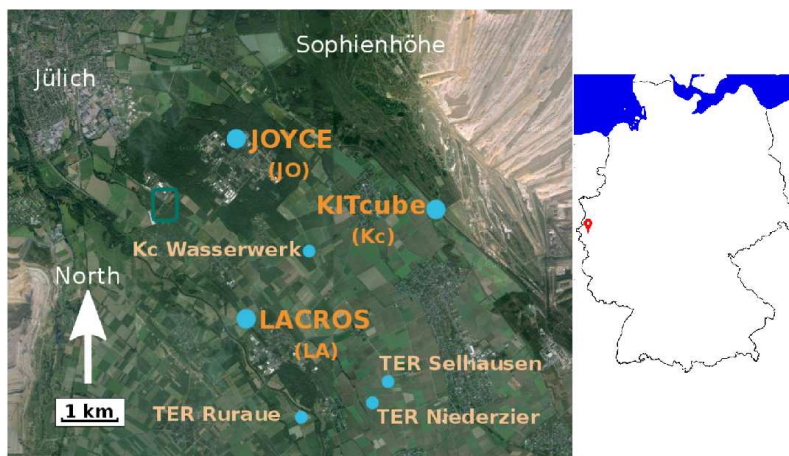 Sophienhöhe
Jülich
JOYCE
(JO)
KITcube
(Kc)
Kc Wasserwerk
North
LACROS
(LA)
TER Selhausen
1 km
TER Ruraue
TER Niederzier